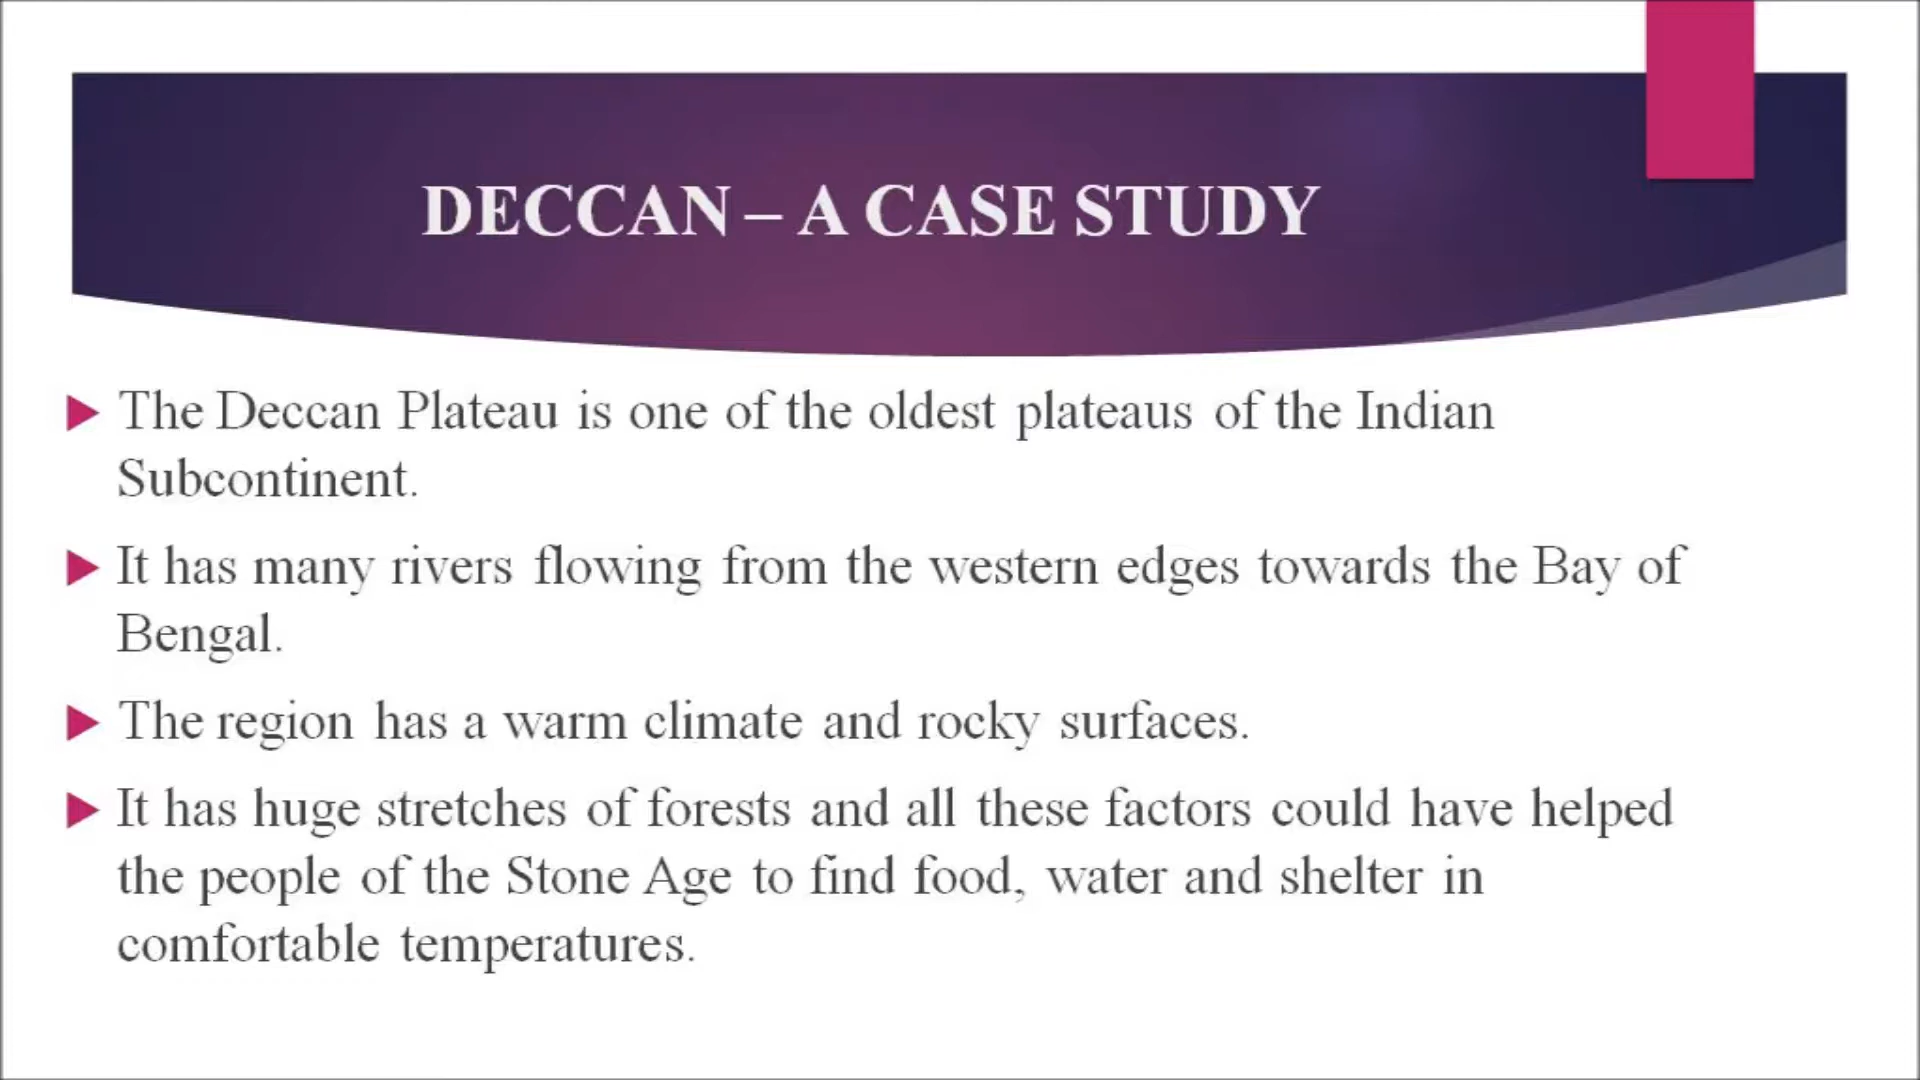 DECCAN – A CASE STUDY
The Deccan Plateau is one of the oldest plateaus of the Indian
Subcontinent.
It has many rivers flowing from the western edges towards the Bay of
Bengal.
The region has a warm climate and rocky surfaces.
It has huge stretches of forests and all these factors could have helped
the people of the Stone Age to find food, water and shelter in
comfortable temperatures.